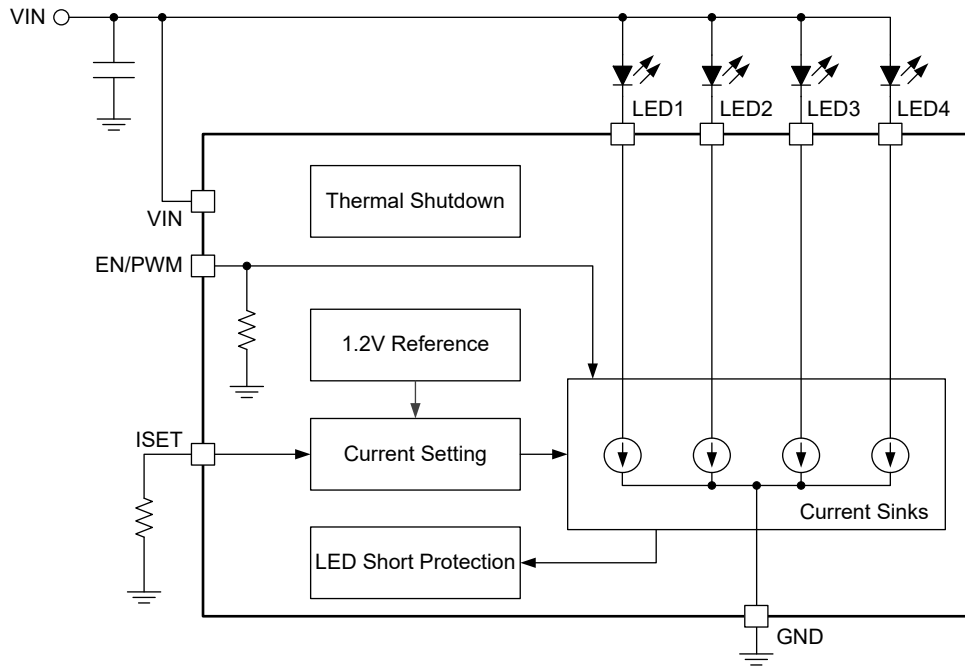 VIN
LED1
LED2
LED3
LED4
Thermal Shutdown
VIN
EN/PWM
1.2V Reference
ISET
Current Setting
Current Sinks
LED Short Protection
GND